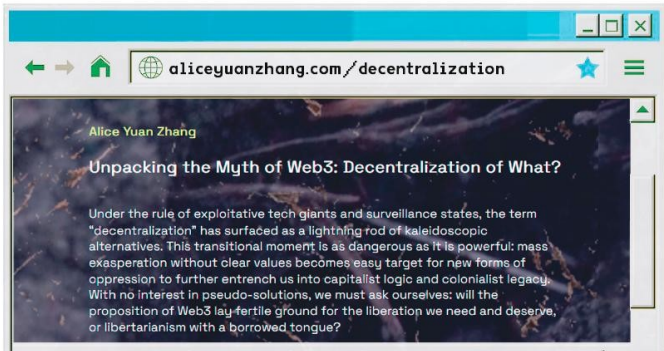 aliceyuanzhang.com/decentralization
Alice Yuan Zhang
Unpacking the Myth of Web3: Decentralization of What?
Under the rule of exploitative tech giants and surveillance states, the term
“decentralization” has surfaced as a lightning rod of kaleidoscopic
alternatives. This transitional moment is as dangerous as it is powerful: mass
exasperation without clear values becomes easy target for new forms of
oppression to further entrench us into capitalist logic and colonialist legacy.
With no interest in pseudo-solutions, we must ask ourselves: will the
proposition of Web3 lay fertile ground for the liberation we need and deserve,
or libertarianism with a borrowed tongue?